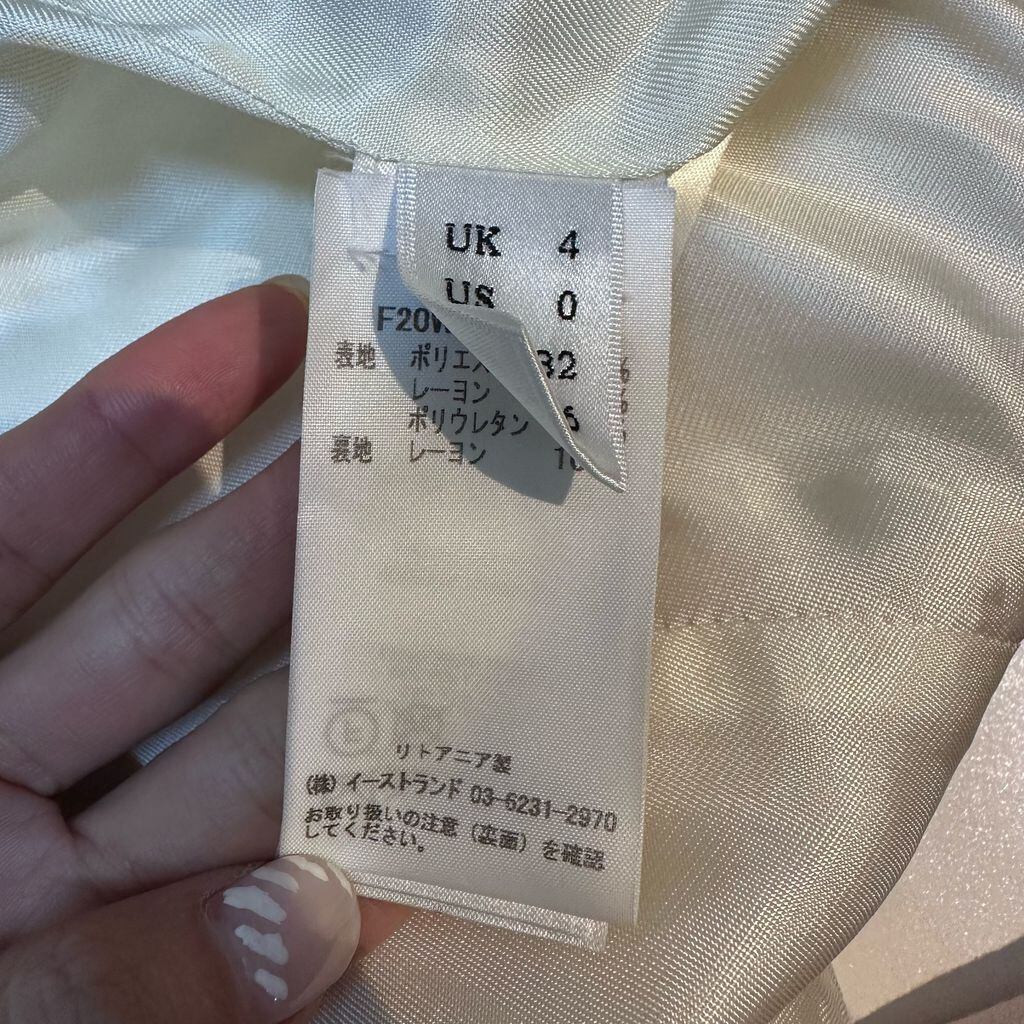 UK 4
US 0
32
6
F20W
表地 ポリエ
レーヨン
ポリウレタン
裏地 レーヨン 10
リトアニア製
(株) イーストランド 03-6231-2970
お取り扱いの注意 (裏面) を確認
してください。